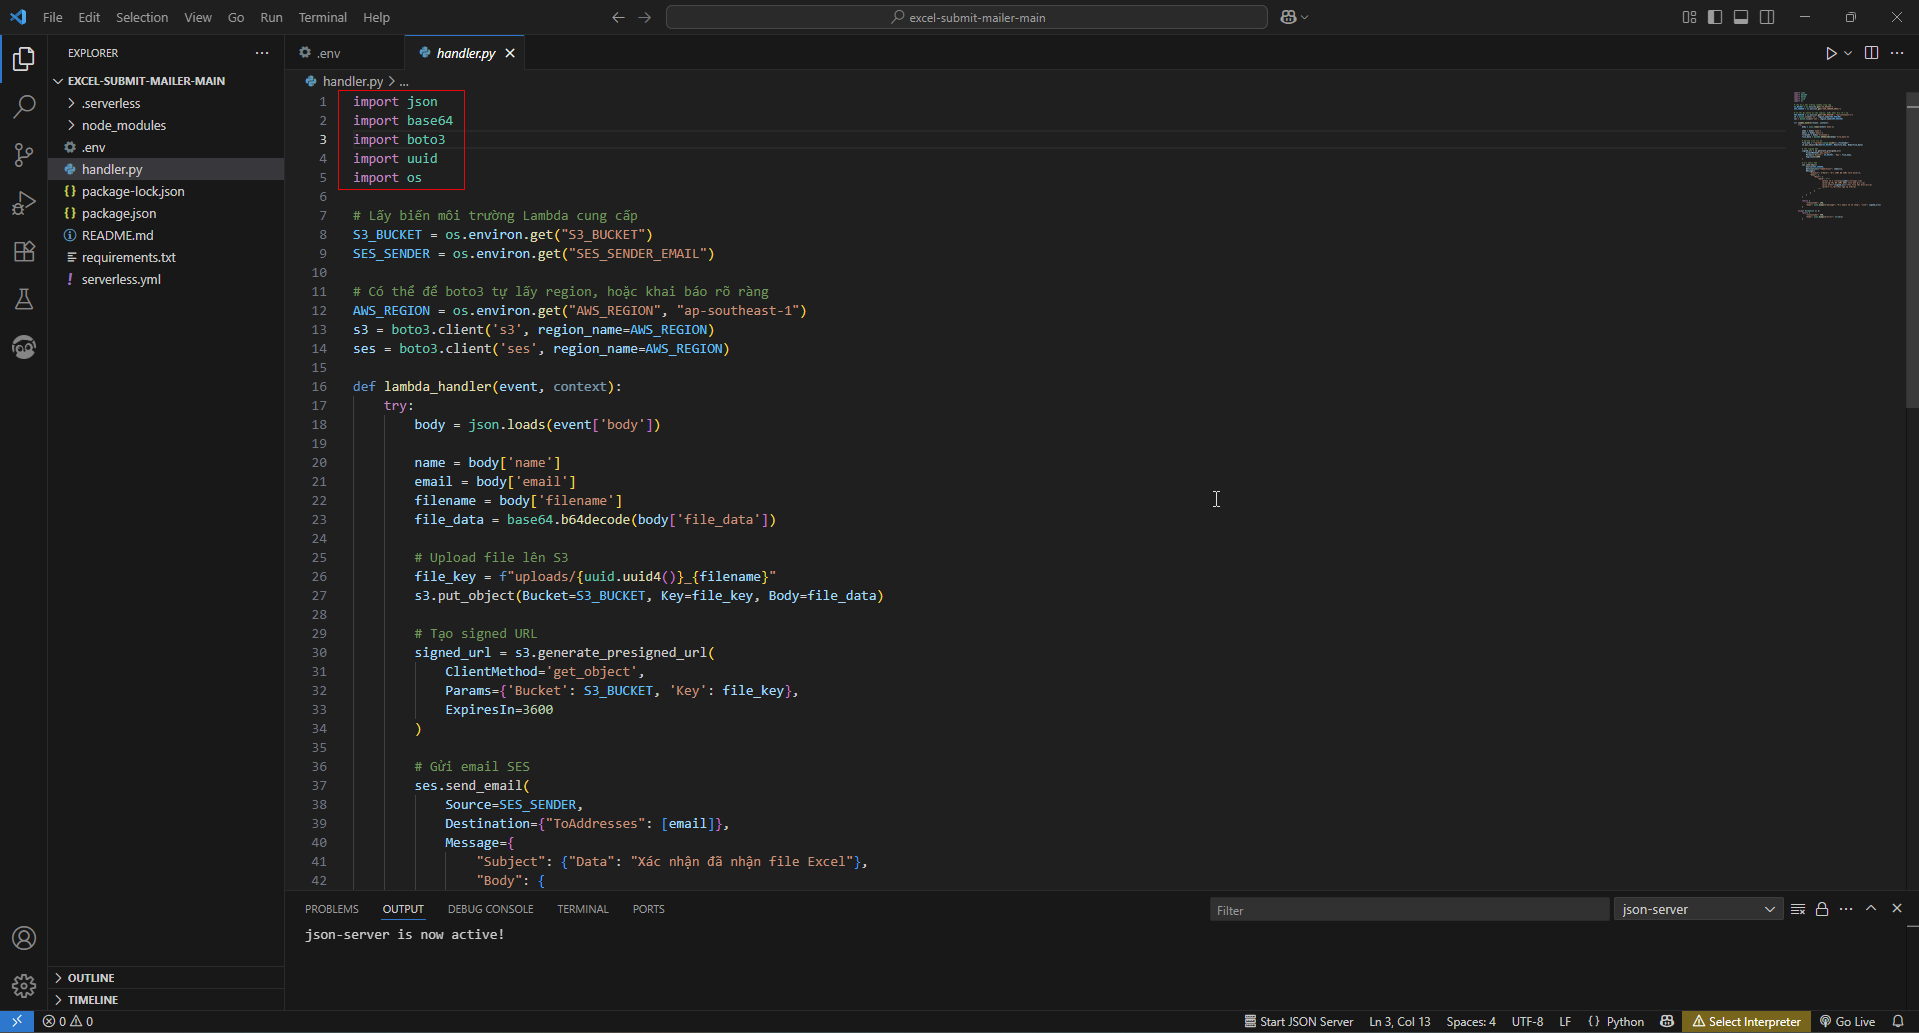 File Edit Selection View Go Run Terminal Help
excel-submit-mailer-main
EXPLORER
EXCEL-SUBMIT-MAILER-MAIN
.serverless
node_modules
.env
handler.py
package-lock.json
package.json
README.md
requirements.txt
serverless.yml
OUTLINE
TIMELINE
.env
handler.py
handler.py > ...
1 import json
2 import base64
3 import boto3
4 import uuid
5 import os
6
7 # Lấy biến môi trường Lambda cung cấp
8 S3_BUCKET = os.environ.get("S3_BUCKET")
9 SES_SENDER = os.environ.get("SES_SENDER_EMAIL")
10
11 # Có thể để boto3 tự lấy region, hoặc khai báo rõ ràng
12 AWS_REGION = os.environ.get("AWS_REGION", "ap-southeast-1")
13 s3 = boto3.client('s3', region_name=AWS_REGION)
14 ses = boto3.client('ses', region_name=AWS_REGION)
15
16 def lambda_handler(event, context):
17 try:
18 body = json.loads(event['body'])
19
20 name = body['name']
21 email = body['email']
22 filename = body['filename']
23 file_data = base64.b64decode(body['file_data'])
24
25 # Upload file lên S3
26 file_key = f"uploads/{uuid.uuid4()}_{filename}"
27 s3.put_object(Bucket=S3_BUCKET, Key=file_key, Body=file_data)
28
29 # Tạo signed URL
30 signed_url = s3.generate_presigned_url(
31 ClientMethod='get_object',
32 Params={'Bucket': S3_BUCKET, 'Key': file_key},
33 ExpiresIn=3600
34 )
35
36 # Gửi email SES
37 ses.send_email(
38 Source=SES_SENDER,
39 Destination={"ToAddresses": [email]},
40 Message={
41 "Subject": {"Data": "Xác nhận đã nhận file Excel"},
42 "Body": {
PROBLEMS OUTPUT DEBUG CONSOLE TERMINAL PORTS
Filter
json-server
json-server is now active!
0 0
Start JSON Server Ln 3, Col 13 Spaces: 4 UTF-8 LF {} Python Select Interpreter Go Live